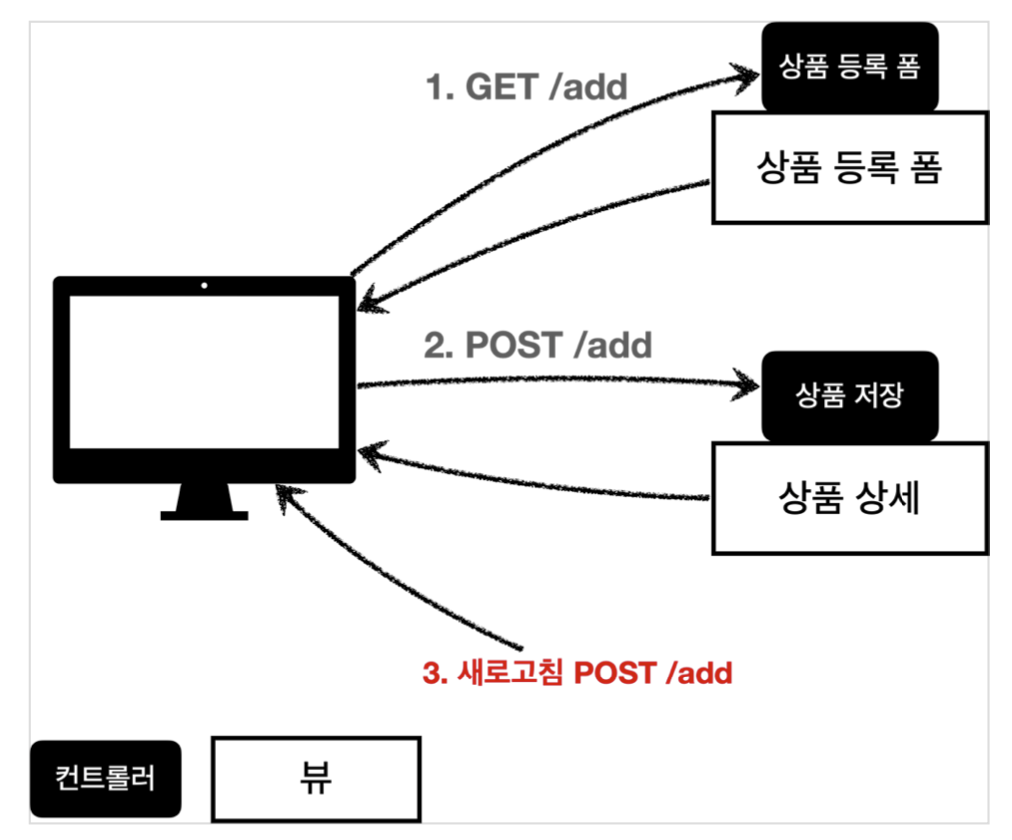 1. GET /add
상품 등록 폼
상품 등록 폼
2. POST /add
상품 저장
상품 상세
3. 새로고침 POST /add
컨트롤러
뷰